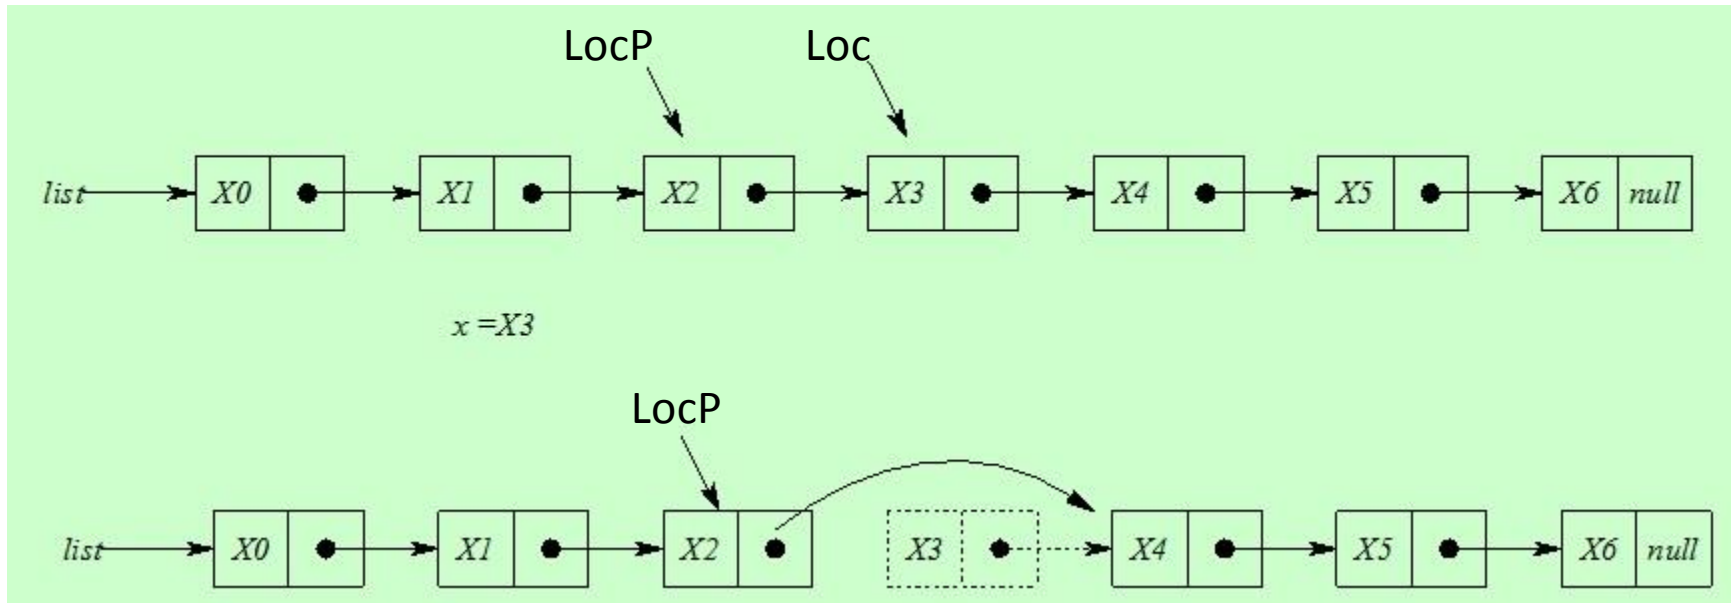 LocP Loc
list X0 X1 X2 X3 X4 X5 X6 null
x =X3
LocP
list X0 X1 X2 X3 X4 X5 X6 null